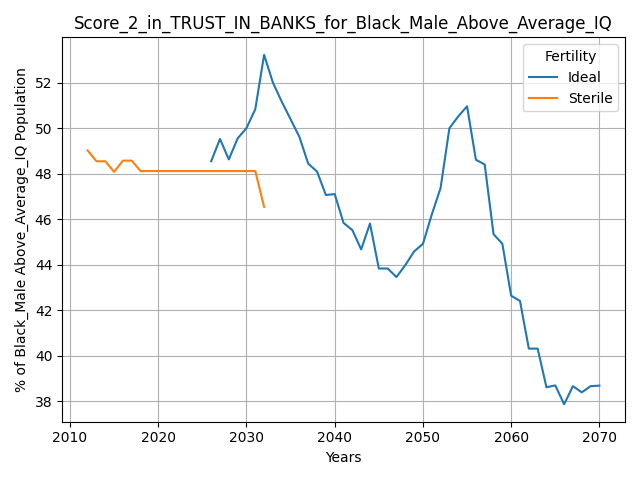 Score_2_in_TRUST_IN_BANKS_for_Black_Male_Above_Average_IQ
% of Black_Male Above_Average_IQ Population
52
50
48
46
44
42
40
38
Fertility
Ideal
Sterile
2010 2020 2030 2040 2050 2060 2070
Years